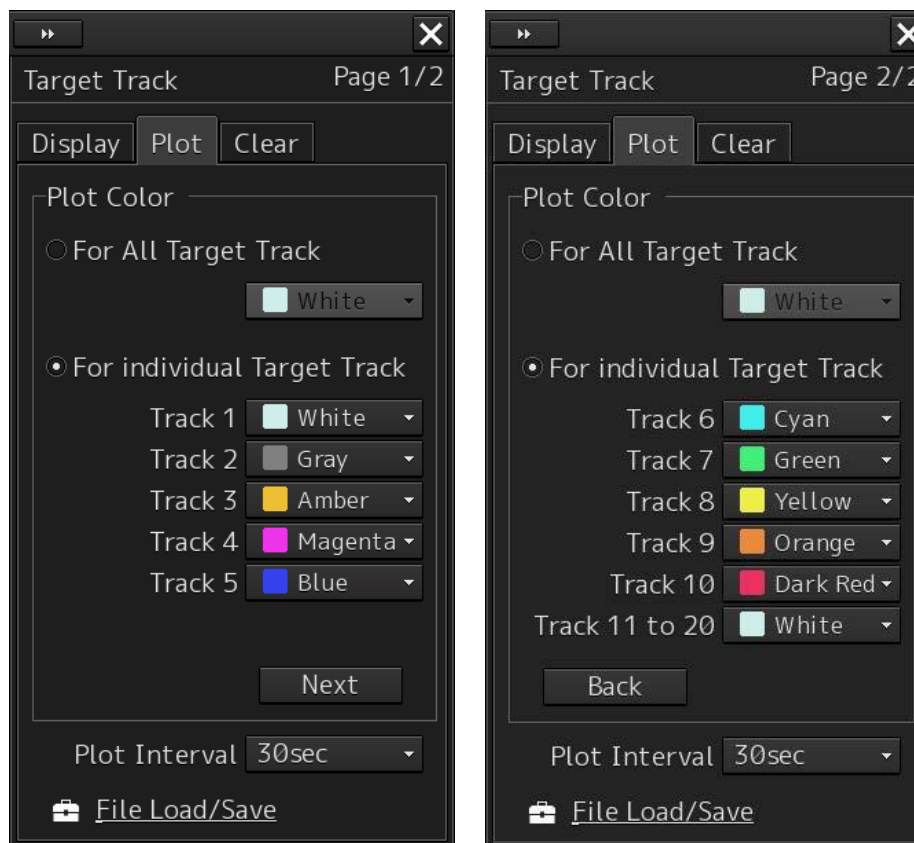 Target Track Page 1/2
Display Plot Clear
Plot Color
For All Target Track
White
For individual Target Track
Track 1 White
Track 2 Gray
Track 3 Amber
Track 4 Magenta
Track 5 Blue
Next
Plot Interval 30sec
File Load/Save
Target Track Page 2/2
Display Plot Clear
Plot Color
For All Target Track
White
For individual Target Track
Track 6 Cyan
Track 7 Green
Track 8 Yellow
Track 9 Orange
Track 10 Dark Red
Track 11 to 20 White
Back
Plot Interval 30sec
File Load/Save